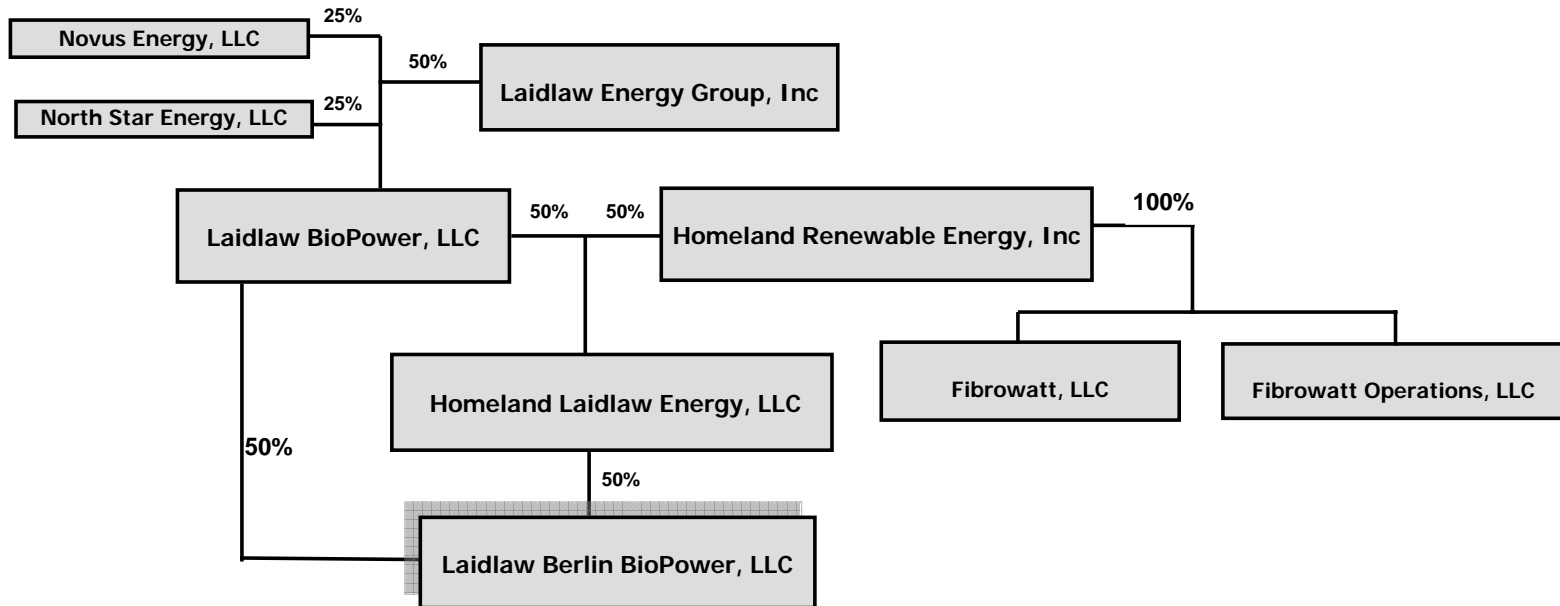 25%
Novus Energy, LLC
50%
Laidlaw Energy Group, Inc
25%
North Star Energy, LLC
Laidlaw BioPower, LLC
50%
50%
Homeland Renewable Energy, Inc
100%
Homeland Laidlaw Energy, LLC
Fibrowatt, LLC
Fibrowatt Operations, LLC
50%
50%
Laidlaw Berlin BioPower, LLC